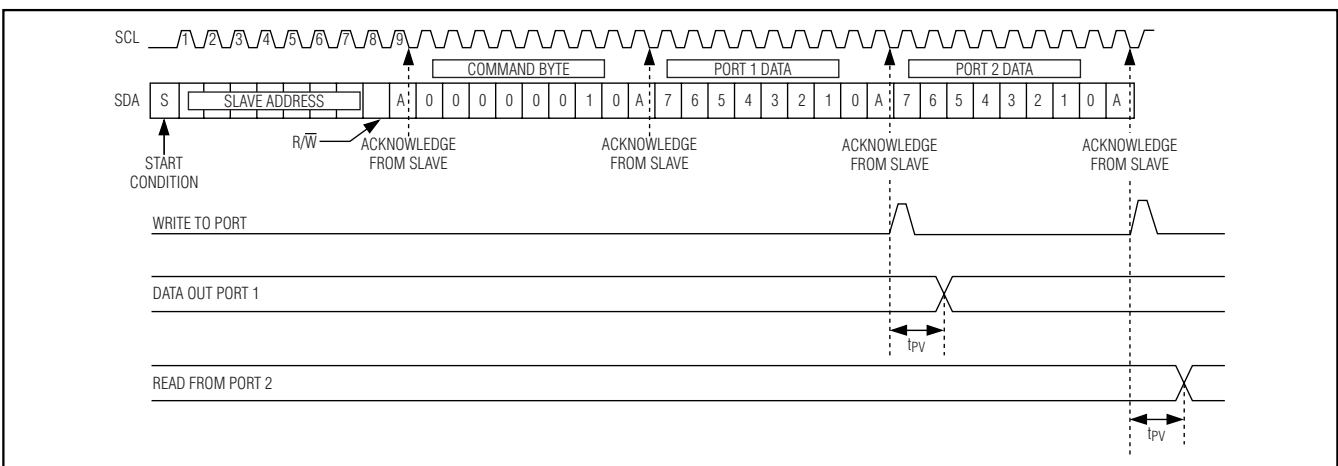 SCL 1 2 3 4 5 6 7 8 9
COMMAND BYTE PORT 1 DATA PORT 2 DATA
SDA S SLAVE ADDRESS A 0 0 0 0 0 0 1 0 A 7 6 5 4 3 2 1 0 A 7 6 5 4 3 2 1 0 A
R/W̅ ACKNOWLEDGE ACKNOWLEDGE ACKNOWLEDGE ACKNOWLEDGE
FROM SLAVE FROM SLAVE FROM SLAVE FROM SLAVE
START
CONDITION
WRITE TO PORT
DATA OUT PORT 1
tPV
READ FROM PORT 2
tPV